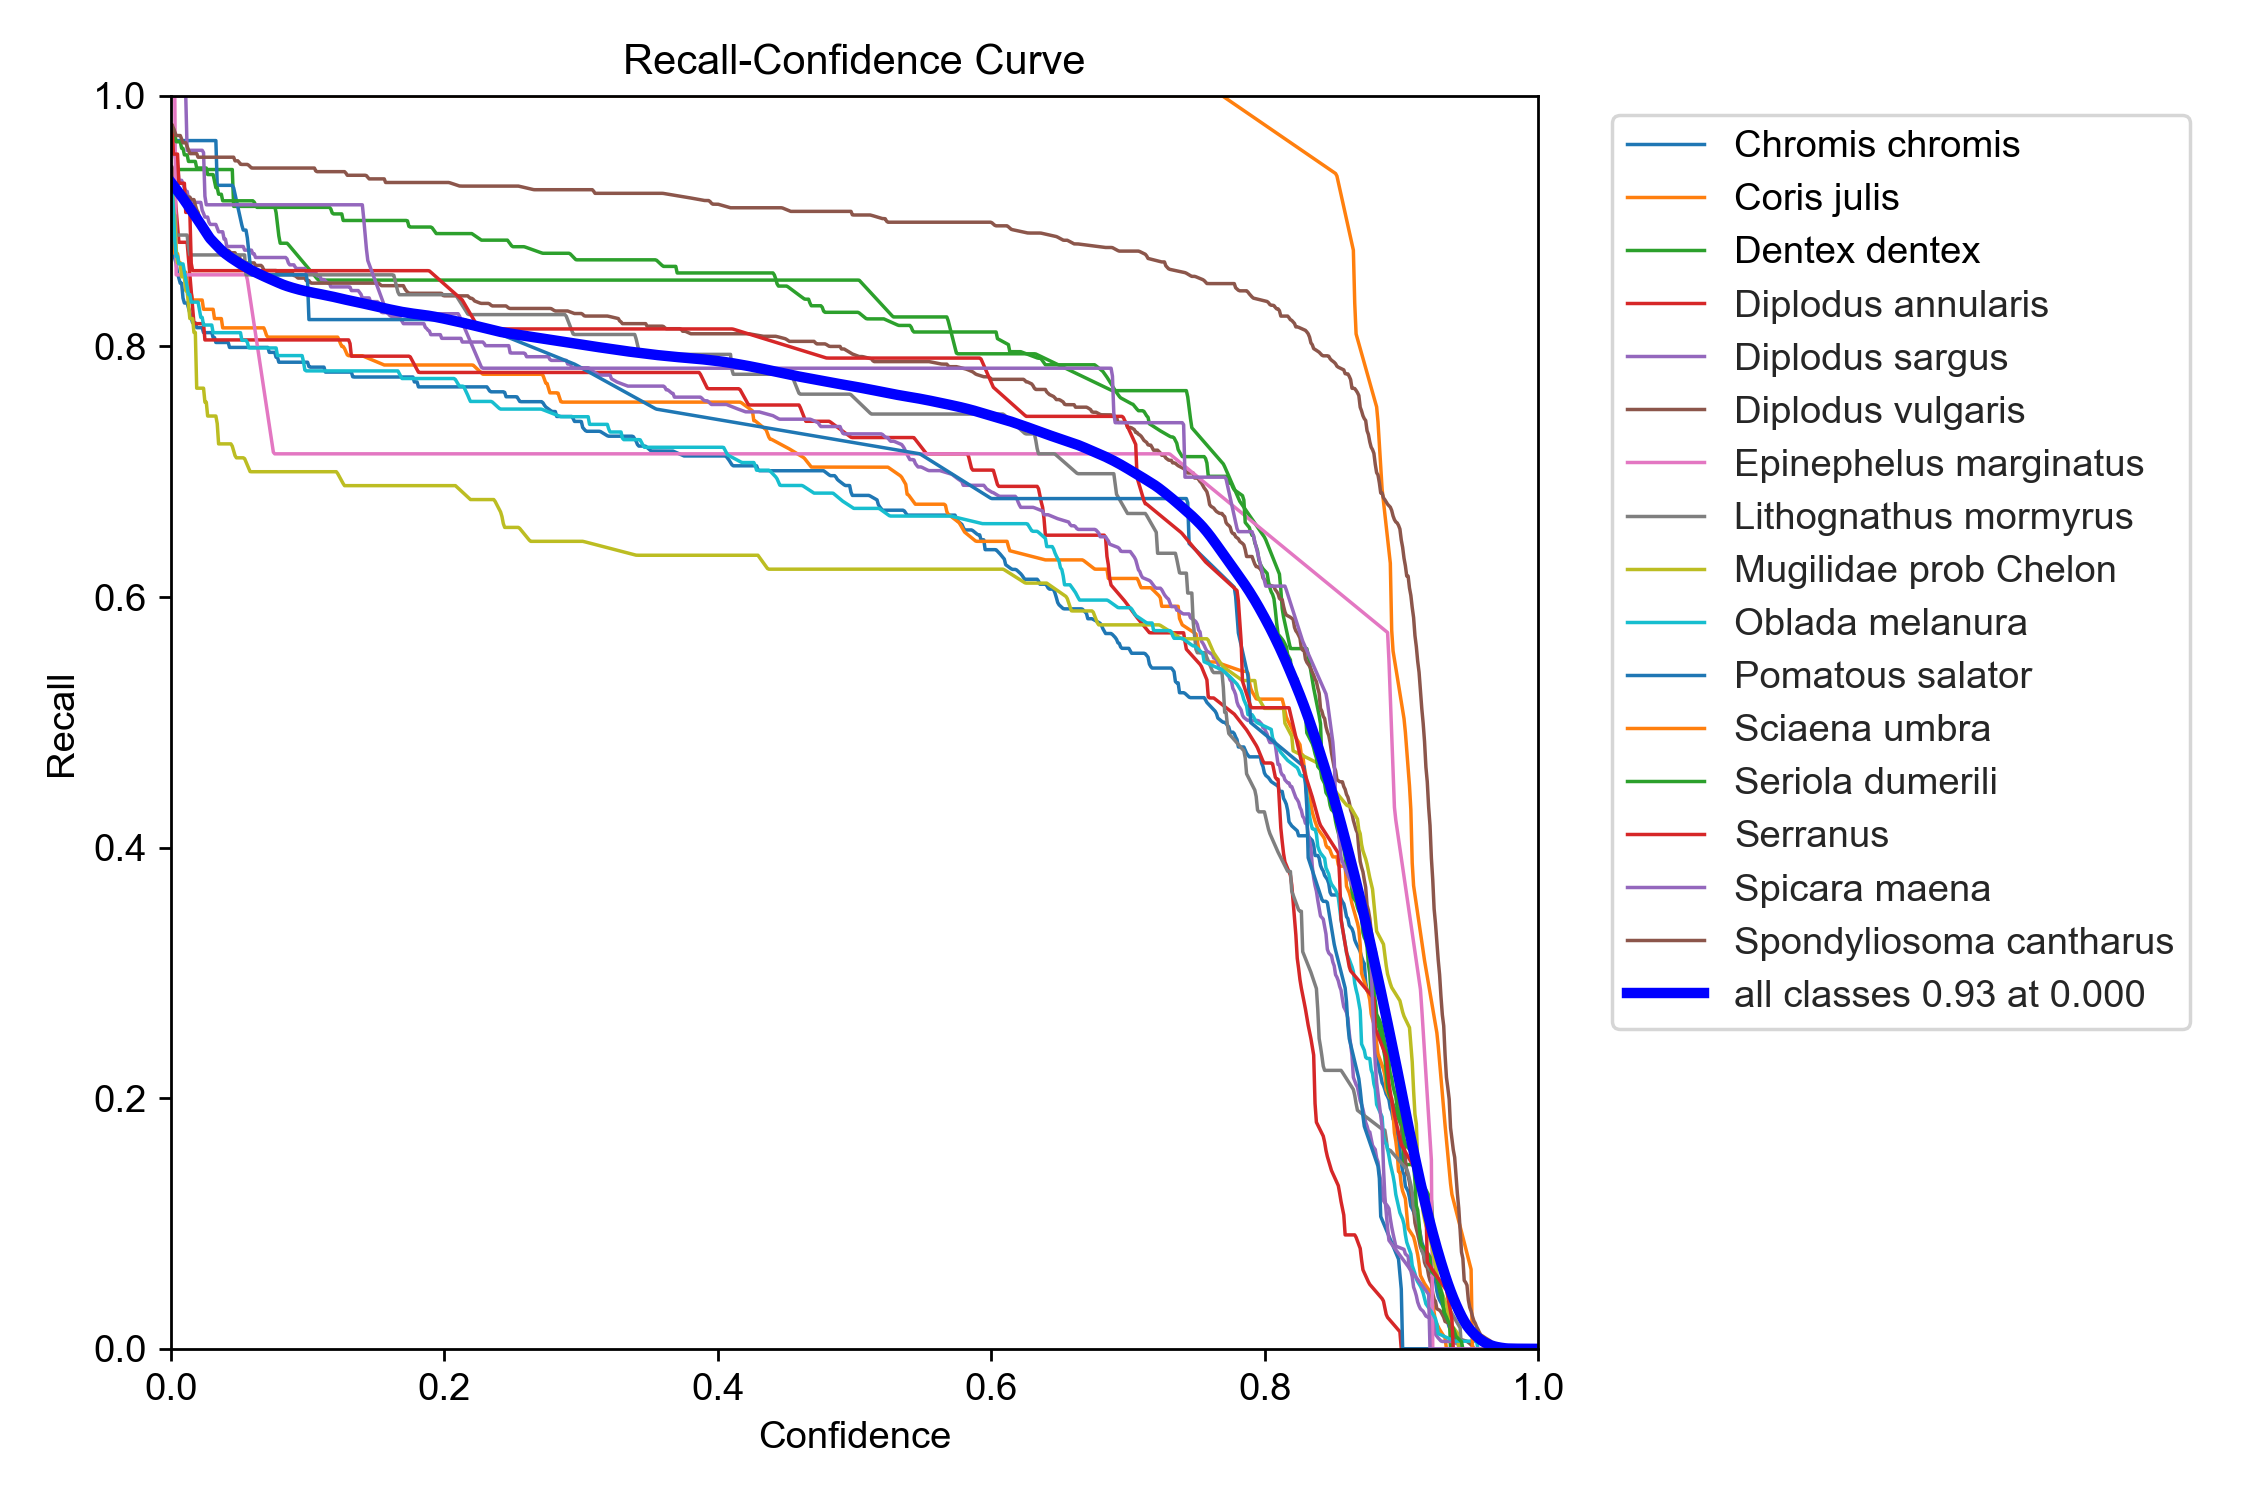 Recall-Confidence Curve
1.0
0.8
0.6
0.4
0.2
0.0
Recall
0.0 0.2 0.4 0.6 0.8 1.0
Confidence
Chromis chromis
Coris julis
Dentex dentex
Diplodus annularis
Diplodus sargus
Diplodus vulgaris
Epinephelus marginatus
Lithognathus mormyrus
Mugilidae prob Chelon
Oblada melanura
Pomatous salator
Sciaena umbra
Seriola dumerili
Serranus
Spicara maena
Spondyliosoma cantharus
all classes 0.93 at 0.000